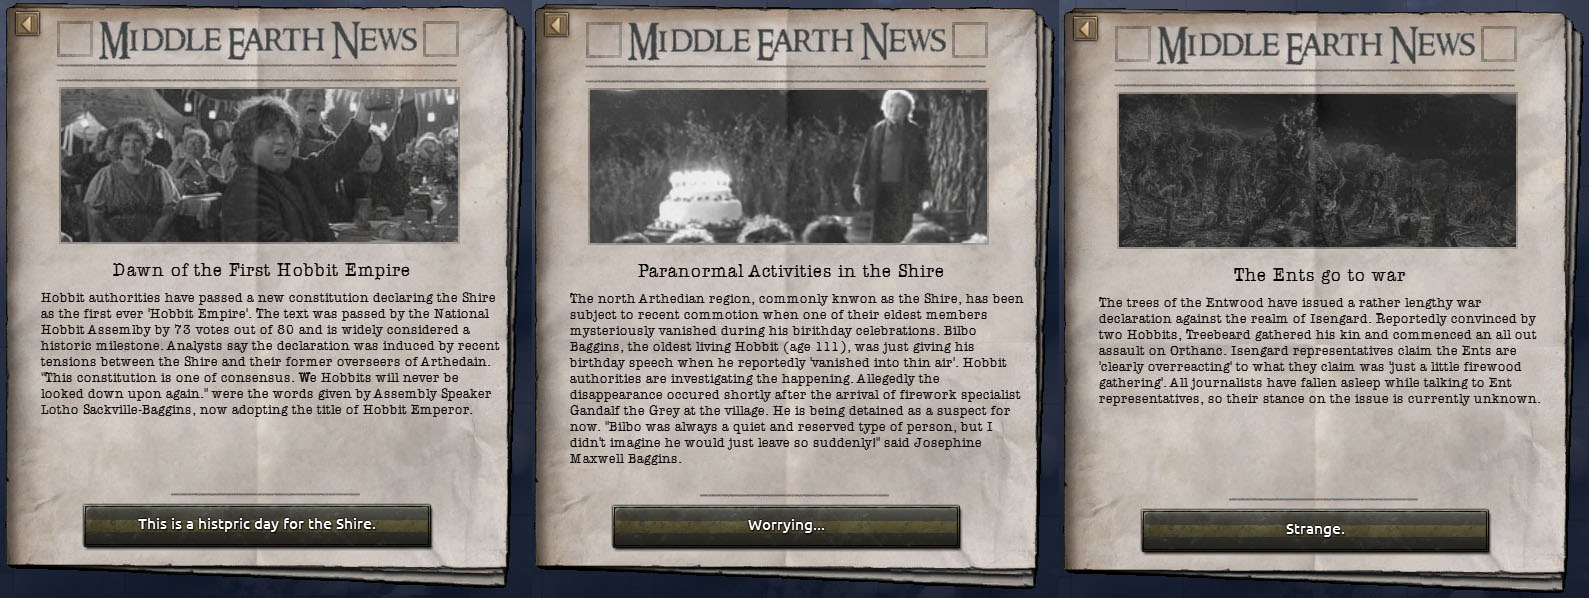 MIDDLE EARTH NEWS
Dawn of the First Hobbit Empire
Hobbit authorities have passed a new constitution declaring the Shire
as the first ever 'Hobbit Empire'. The text was passed by the National
Hobbit Assemlby by 73 votes out of 80 and is widely considered a
historic milestone. Analysts say the declaration was induced by recent
tensions between the Shire and their former overseers of Arthedain.
"This constitution is one of consensus. We Hobbits will never be
looked down upon again." were the words given by Assembly Speaker
Lotho Sackville-Baggins, now adopting the title of Hobbit Emperor.
This is a histpric day for the Shire.
MIDDLE EARTH NEWS
Paranormal Activities in the Shire
The north Arthedian region, commonly knwon as the Shire, has been
subject to recent commotion when one of their eldest members
mysteriously vanished during his birthday celebrations. Bilbo
Baggins, the oldest living Hobbit (age 111), was just giving his
birthday speech when he reportedly 'vanished into thin air'. Hobbit
authorities are investigating the happening. Allegedly the
disappearance occured shortly after the arrival of firework specialist
Gandalf the Grey at the village. He is being detained as a suspect for
now. "Bilbo was always a quiet and reserved type of person, but I
didn't imagine he would just leave so suddenly!" said Josephine
Maxwell Baggins.
Worrying...
MIDDLE EARTH NEWS
The Ents go to war
The trees of the Entwood have issued a rather lengthy war
declaration against the realm of Isengard. Reportedly convinced by
two Hobbits, Treebeard gathered his kin and commenced an all out
assault on Orthanc. Isengard representatives claim the Ents are
'clearly overreacting' to what they claim was 'just a little firewood
gathering'. All journalists have fallen asleep while talking to Ent
representatives, so their stance on the issue is currently unknown.
Strange.